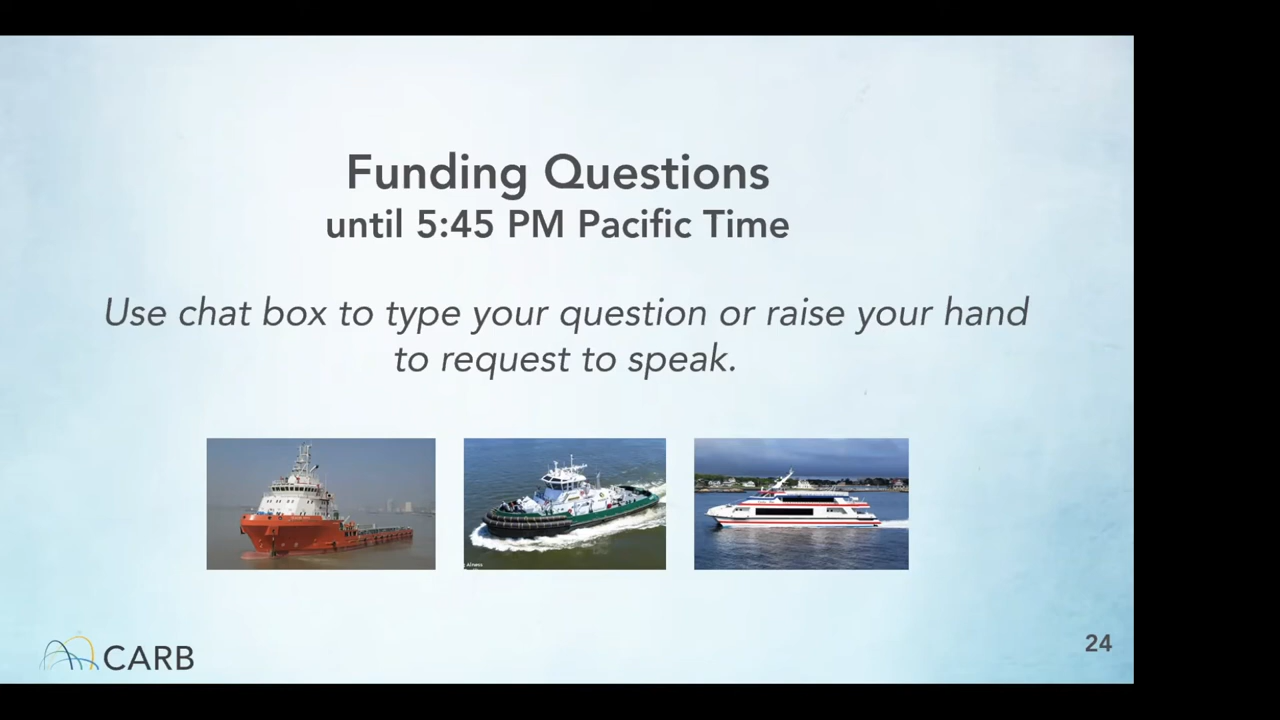 Funding Questions
until 5:45 PM Pacific Time
Use chat box to type your question or raise your hand
to request to speak.
CARB
24